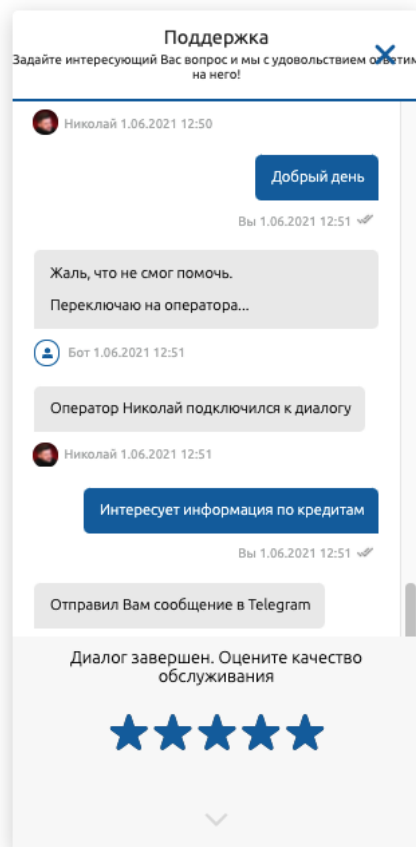 Поддержка
Задайте интересующий Вас вопрос и мы с удовольствием ответим
на него!
Николай 1.06.2021 12:50
Добрый день
Вы 1.06.2021 12:51
Жаль, что не смог помочь.
Переключаю на оператора...
Бот 1.06.2021 12:51
Оператор Николай подключился к диалогу
Николай 1.06.2021 12:51
Интересует информация по кредитам
Вы 1.06.2021 12:51
Отправил Вам сообщение в Telegram
Диалог завершен. Оцените качество
обслуживания